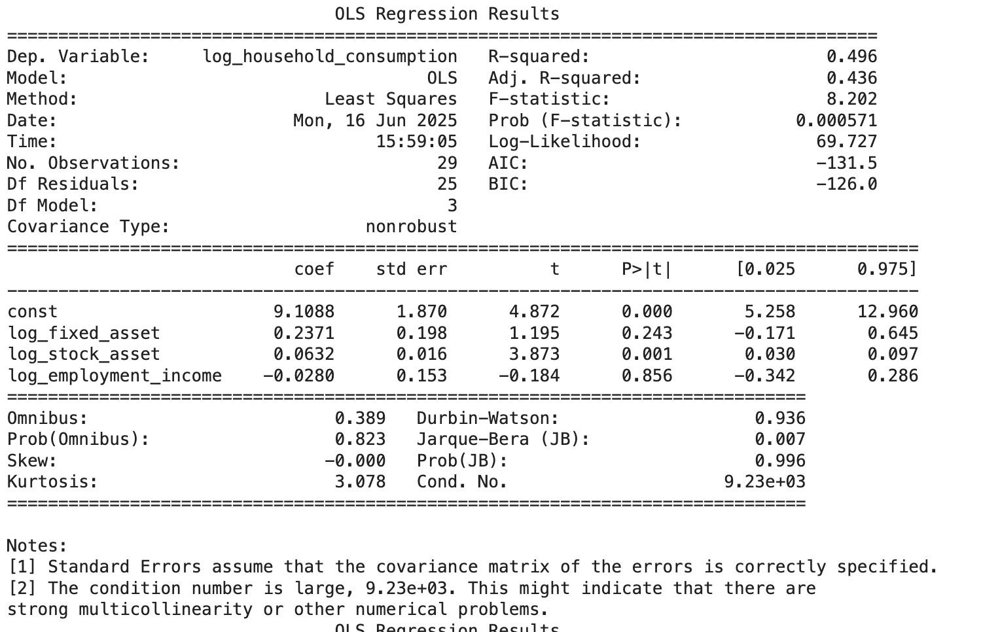 OLS Regression Results
==============================================================================
Dep. Variable: log_household_consumption R-squared: 0.496
Model: OLS Adj. R-squared: 0.436
Method: Least Squares F-statistic: 8.202
Date: Mon, 16 Jun 2025 Prob (F-statistic): 0.000571
Time: 15:59:05 Log-Likelihood: 69.727
No. Observations: 29 AIC: -131.5
Df Residuals: 25 BIC: -126.0
Df Model: 3
Covariance Type: nonrobust
==============================================================================
coef std err t P>|t| [0.025 0.975]
------------------------------------------------------------------------------
const 9.1088 1.870 4.872 0.000 5.258 12.960
log_fixed_asset 0.2371 0.198 1.195 0.243 -0.171 0.645
log_stock_asset 0.0632 0.016 3.873 0.001 0.030 0.097
log_employment_income -0.0280 0.153 -0.184 0.856 -0.342 0.286
==============================================================================
Omnibus: 0.389 Durbin-Watson: 0.936
Prob(Omnibus): 0.823 Jarque-Bera (JB): 0.007
Skew: -0.000 Prob(JB): 0.996
Kurtosis: 3.078 Cond. No. 9.23e+03
==============================================================================
Notes:
[1] Standard Errors assume that the covariance matrix of the errors is correctly specified.
[2] The condition number is large, 9.23e+03. This might indicate that there are
strong multicollinearity or other numerical problems.
OLS Regression Results